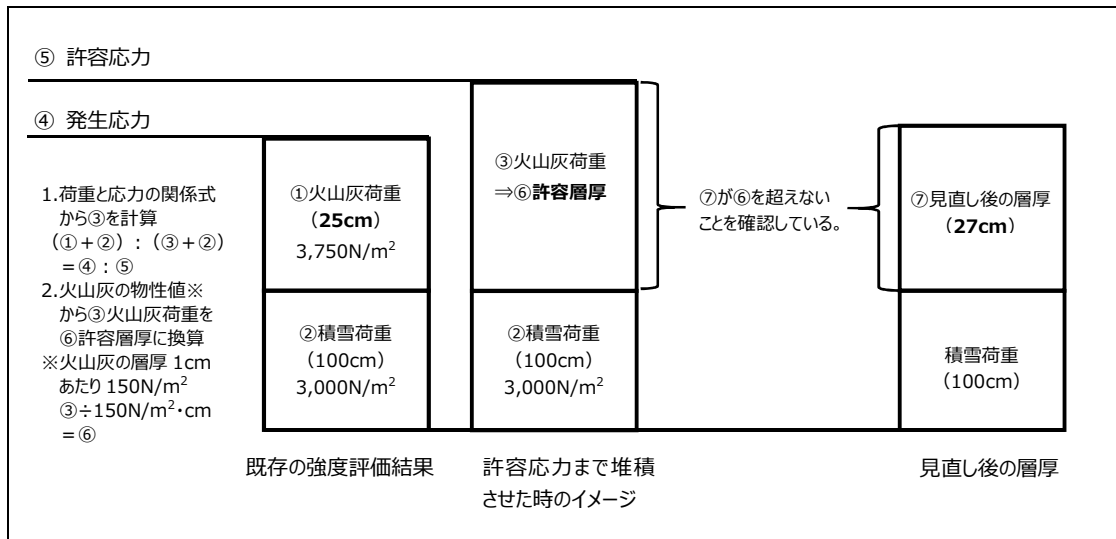 ⑤ 許容応力
④ 発生応力
1.荷重と応力の関係式
から③を計算
(①+②):(③+②)
=④:⑤
2.火山灰の物性値※
から③火山灰荷重を
⑥許容層厚に換算
※火山灰の層厚 1cm
あたり 150N/m²
③÷150N/m²・cm
=⑥
①火山灰荷重
(25cm)
3,750N/m²
②積雪荷重
(100cm)
3,000N/m²
既存の強度評価結果
③火山灰荷重
⇒⑥許容層厚
②積雪荷重
(100cm)
3,000N/m²
許容応力まで堆積
させた時のイメージ
⑦が⑥を超えない
ことを確認している。
⑦見直し後の層厚
(27cm)
積雪荷重
(100cm)
見直し後の層厚